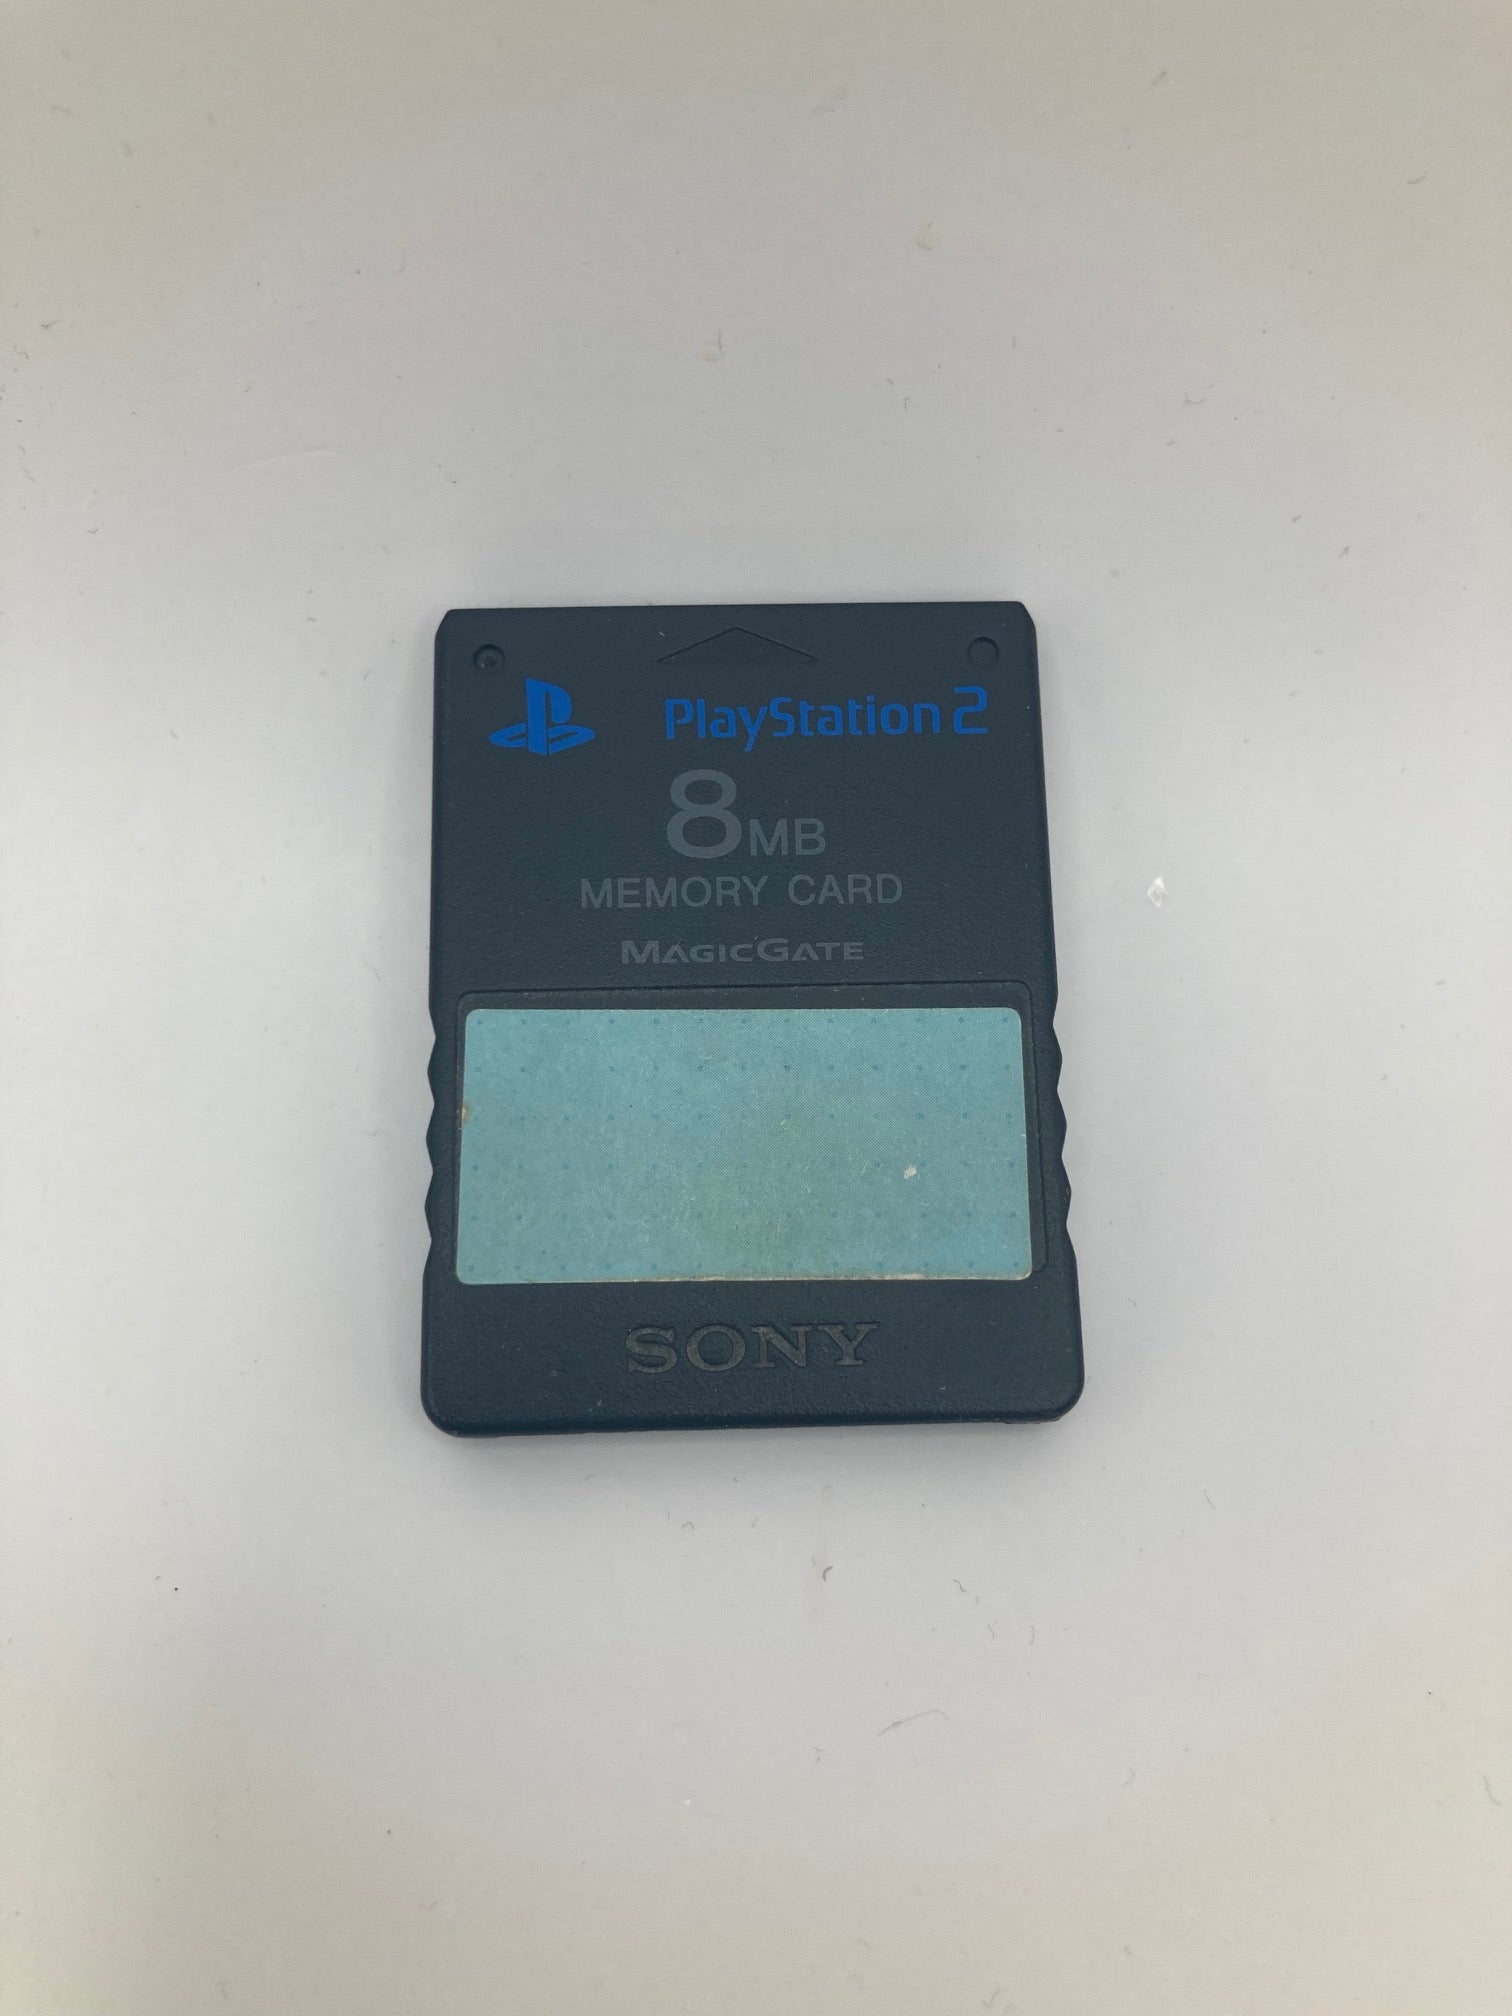 PlayStation 2
8MB
MEMORY CARD
MAGICGATE
SONY